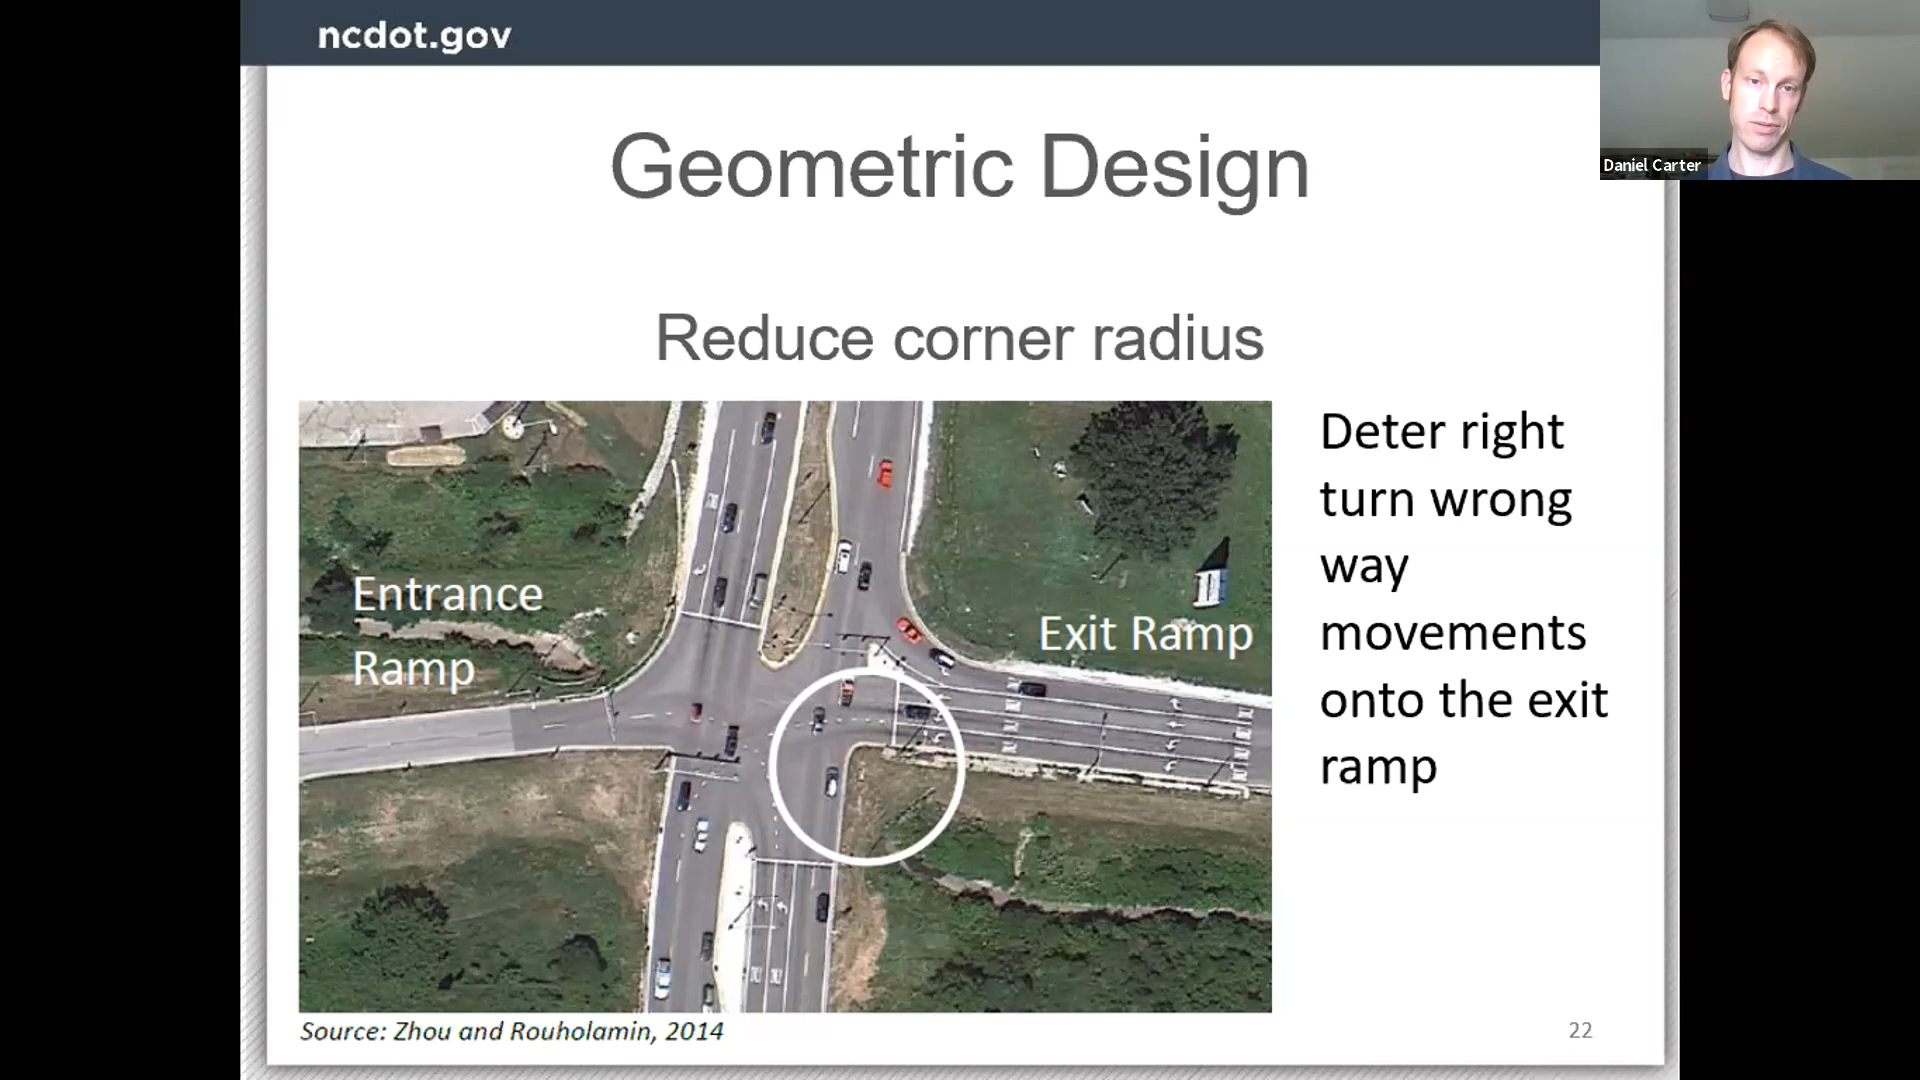 ncdot.gov
Daniel Carter
Geometric Design
Reduce corner radius
Entrance
Ramp
Exit Ramp
Deter right
turn wrong
way
movements
onto the exit
ramp
Source: Zhou and Rouholamin, 2014
22